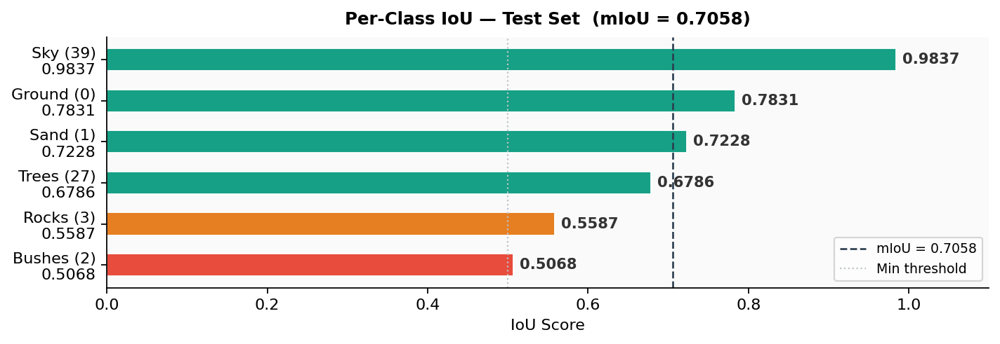 Per-Class IoU — Test Set (mIoU = 0.7058)
Sky (39)
0.9837
0.9837
Ground (0)
0.7831
0.7831
Sand (1)
0.7228
0.7228
Trees (27)
0.6786
0.6786
Rocks (3)
0.5587
0.5587
Bushes (2)
0.5068
0.5068
mIoU = 0.7058
Min threshold
0.0 0.2 0.4 0.6 0.8 1.0
IoU Score